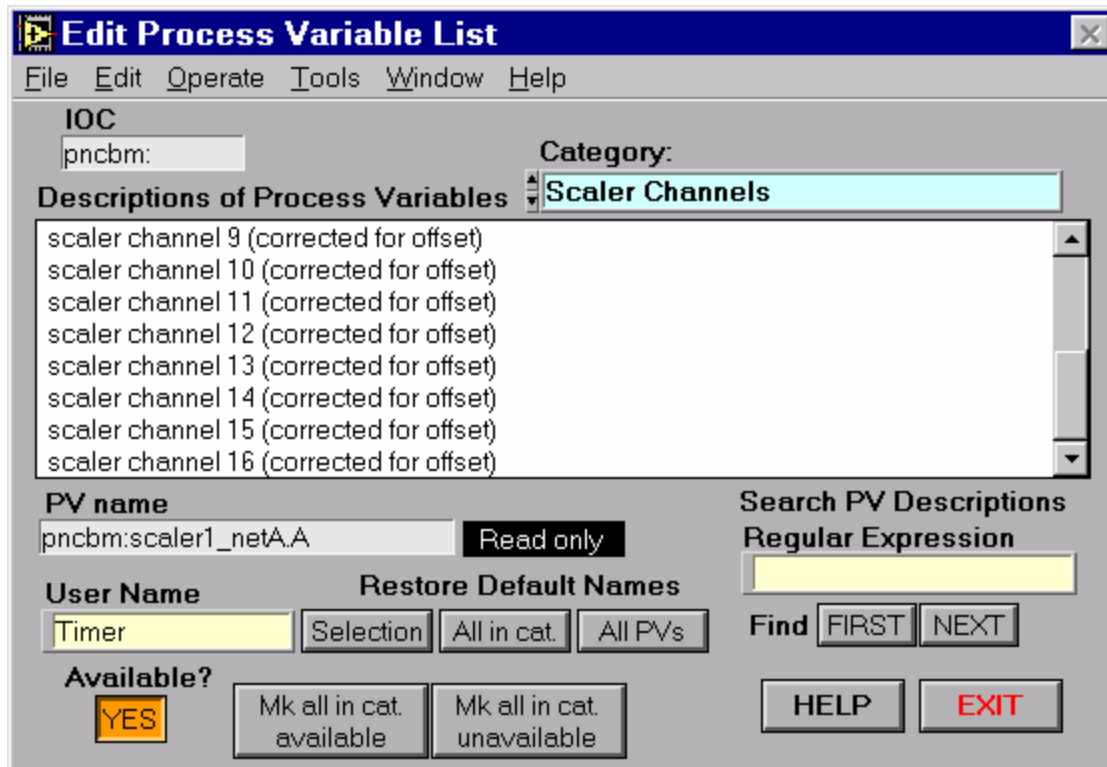 Edit Process Variable List
File Edit Operate Tools Window Help
IOC
pncbm:
Category:
Scaler Channels
Descriptions of Process Variables
scaler channel 9 (corrected for offset)
scaler channel 10 (corrected for offset)
scaler channel 11 (corrected for offset)
scaler channel 12 (corrected for offset)
scaler channel 13 (corrected for offset)
scaler channel 14 (corrected for offset)
scaler channel 15 (corrected for offset)
scaler channel 16 (corrected for offset)
PV name
pncbm:scaler1_netA.A
Read only
Search PV Descriptions
Regular Expression
User Name
Timer
Restore Default Names
Selection All in cat. All PVs
Find FIRST NEXT
Available?
YES
Mk all in cat.
available
Mk all in cat.
unavailable
HELP
EXIT